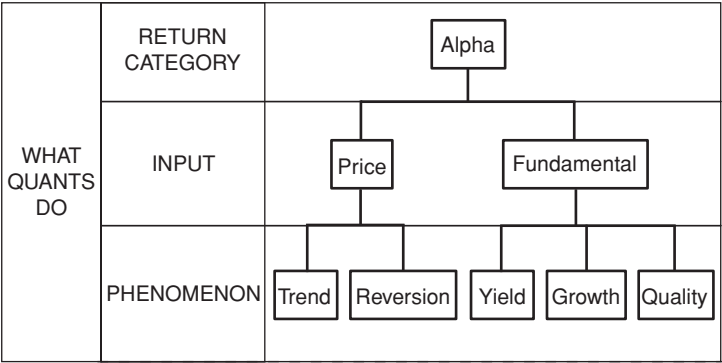 WHAT
QUANTS
DO
RETURN
CATEGORY
Alpha
INPUT
Price
Fundamental
PHENOMENON
Trend
Reversion
Yield
Growth
Quality